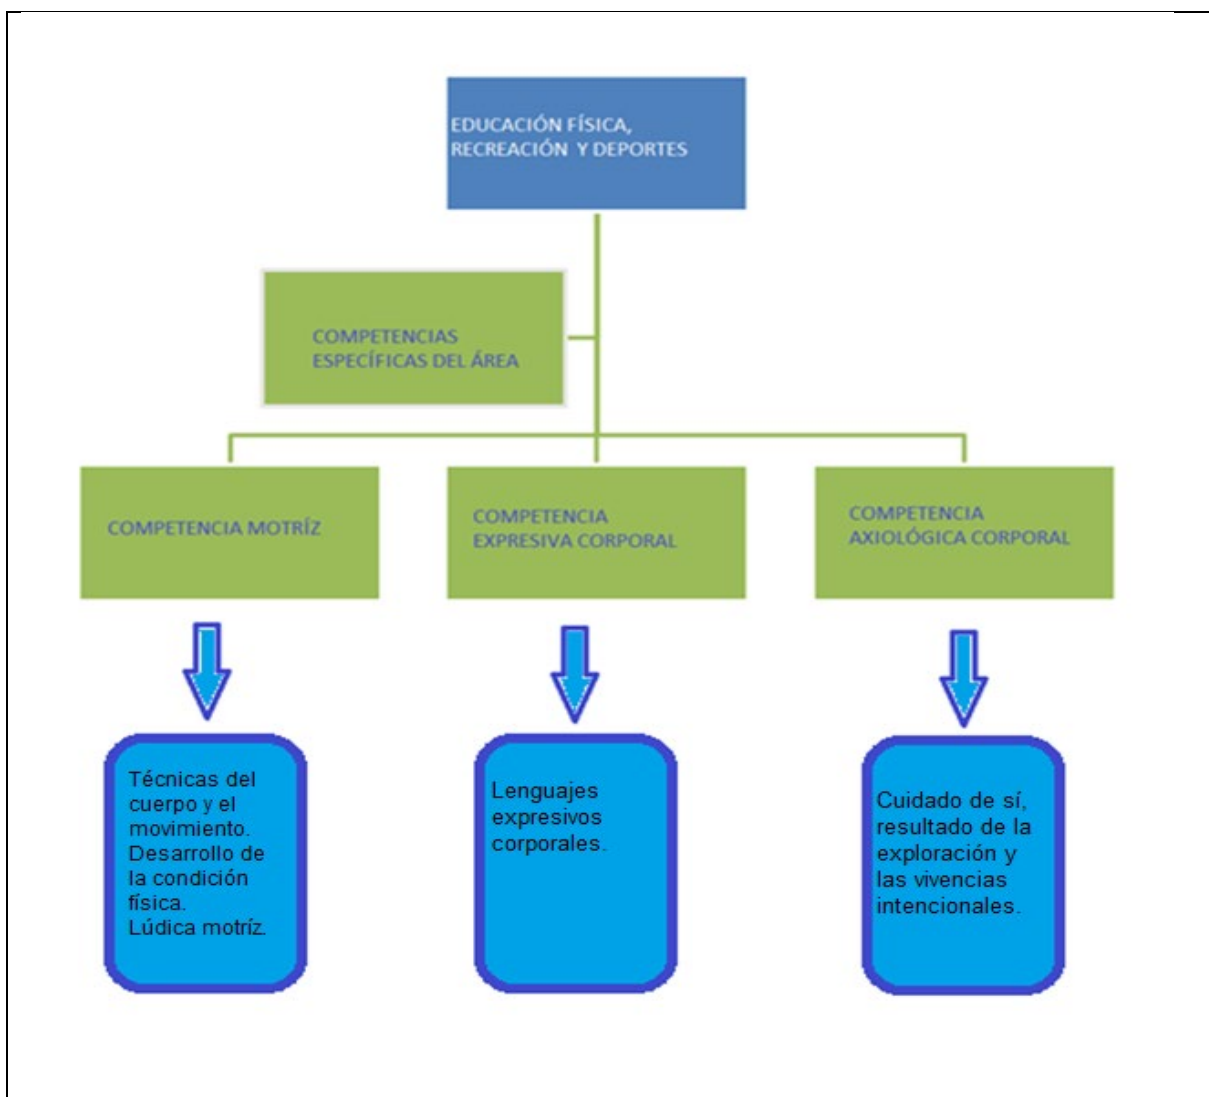 EDUCACIÓN FÍSICA,
RECREACIÓN Y DEPORTES
COMPETENCIAS
ESPECÍFICAS DEL ÁREA
COMPETENCIA MOTRÍZ
COMPETENCIA
EXPRESIVA CORPORAL
COMPETENCIA
AXIOLÓGICA CORPORAL
Técnicas del
cuerpo y el
movimiento.
Desarrollo de
la condición
física.
Lúdica motríz.
Lenguajes
expresivos
corporales.
Cuidado de sí,
resultado de la
exploración y
las vivencias
intencionales.